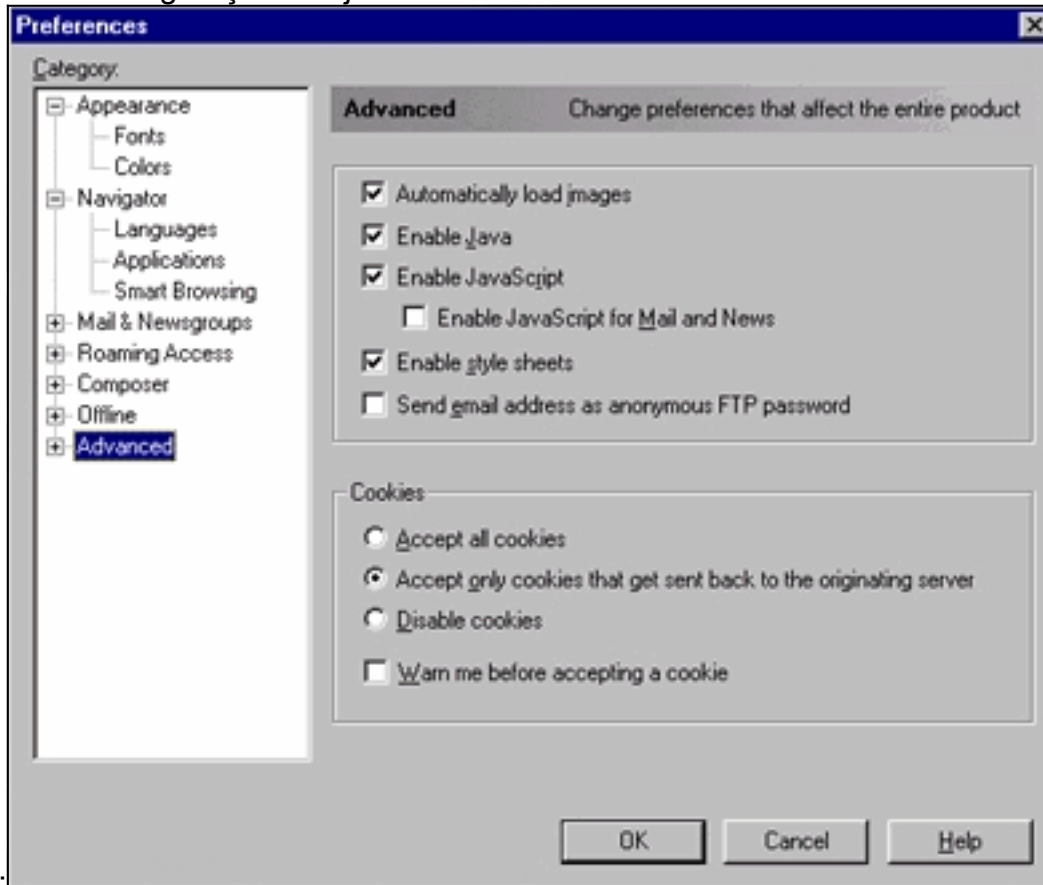 Preferences
Category:
Appearance
Fonts
Colors
Navigator
Languages
Applications
Smart Browsing
Mail & Newsgroups
Roaming Access
Composer
Offline
Advanced
Advanced Change preferences that affect the entire product
Automatically load images
Enable Java
Enable JavaScript
Enable JavaScript for Mail and News
Enable style sheets
Send email address as anonymous FTP password
Cookies
Accept all cookies
Accept only cookies that get sent back to the originating server
Disable cookies
Warn me before accepting a cookie
OK Cancel Help